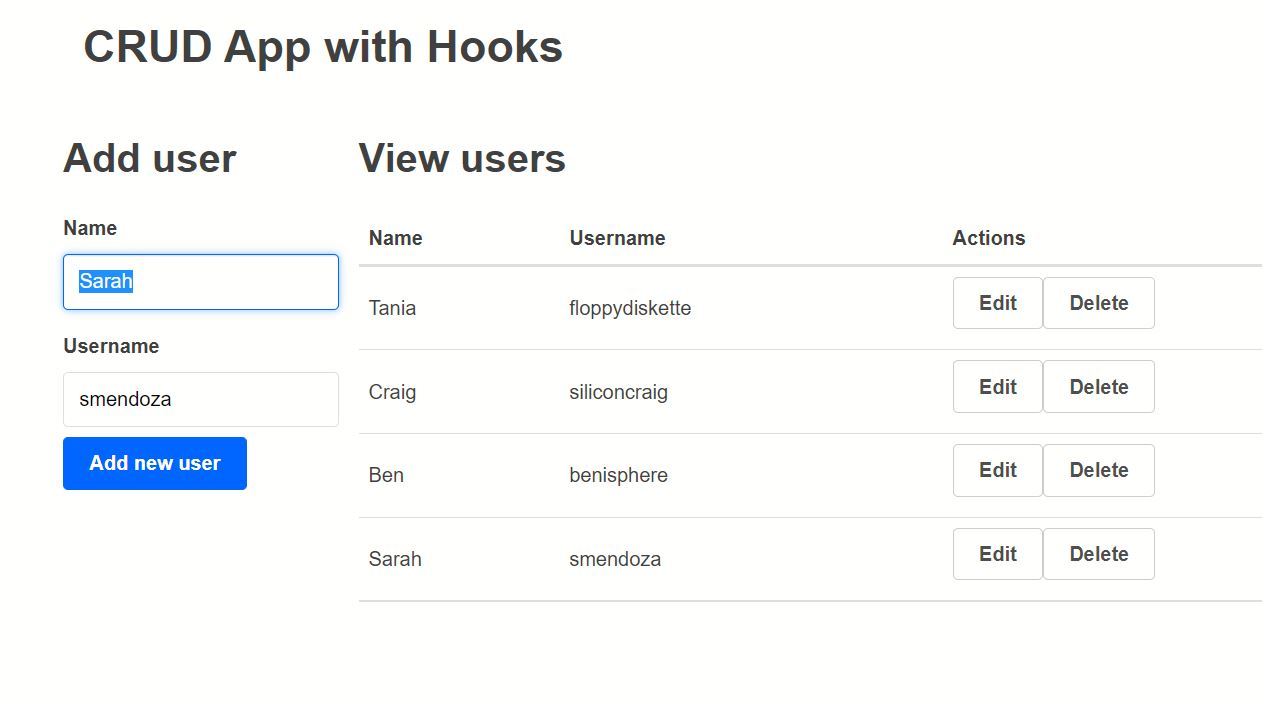 CRUD App with Hooks
Add user
Name
Sarah
Username
smendoza
Add new user
View users
Name Username Actions
Tania floppydiskette Edit Delete
Craig siliconcraig Edit Delete
Ben benisphere Edit Delete
Sarah smendoza Edit Delete